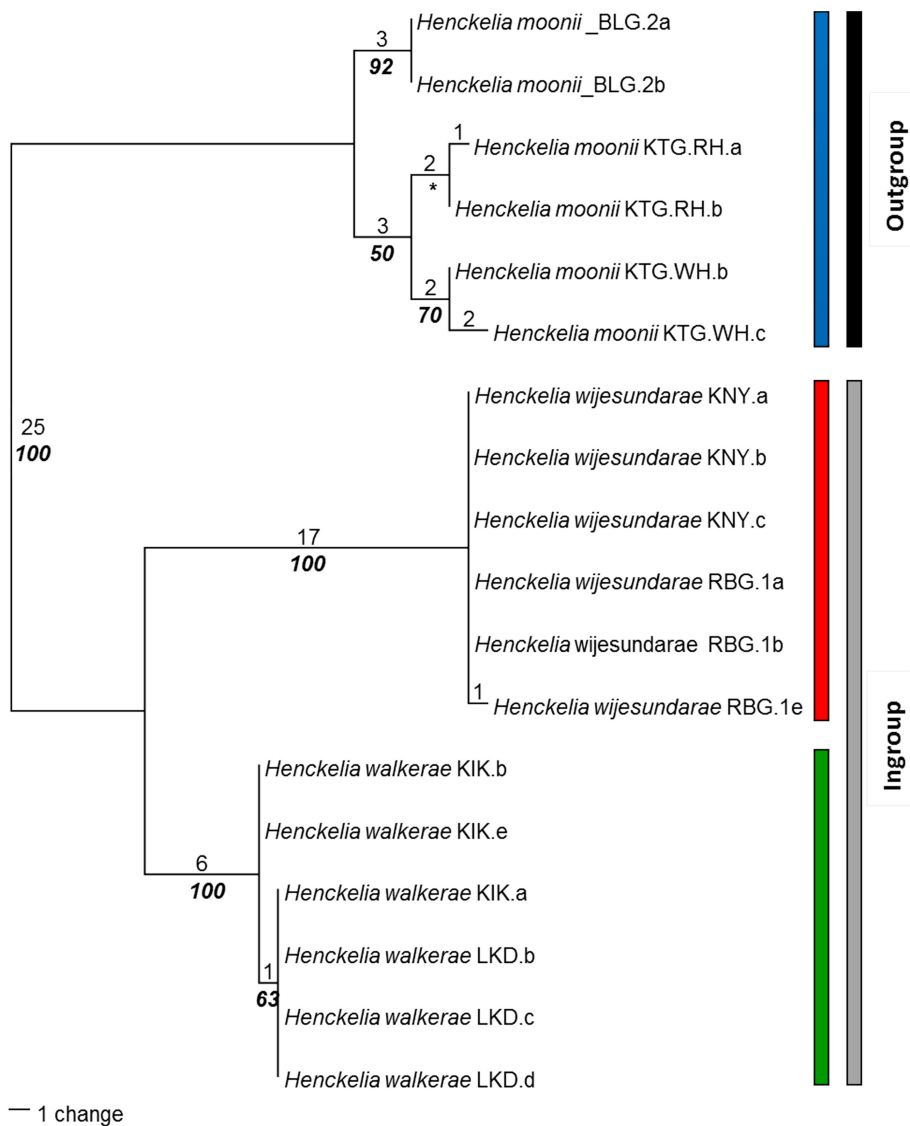 Henckelia moonii _BLG.2a
3
92
Henckelia moonii_BLG.2b
1
Henckelia moonii KTG.RH.a
2
*
Henckelia moonii KTG.RH.b
3
50
Henckelia moonii KTG.WH.b
2
70
2
Henckelia moonii KTG.WH.c
Outgroup
25
100
Henckelia wijesundarae KNY.a
Henckelia wijesundarae KNY.b
Henckelia wijesundarae KNY.c
17
100
Henckelia wijesundarae RBG.1a
Henckelia wijesundarae RBG.1b
1
Henckelia wijesundarae RBG.1e
Ingroup
Henckelia walkerae KIK.b
Henckelia walkerae KIK.e
6
100
Henckelia walkerae KIK.a
Henckelia walkerae LKD.b
1
63
Henckelia walkerae LKD.c
Henckelia walkerae LKD.d
1 change